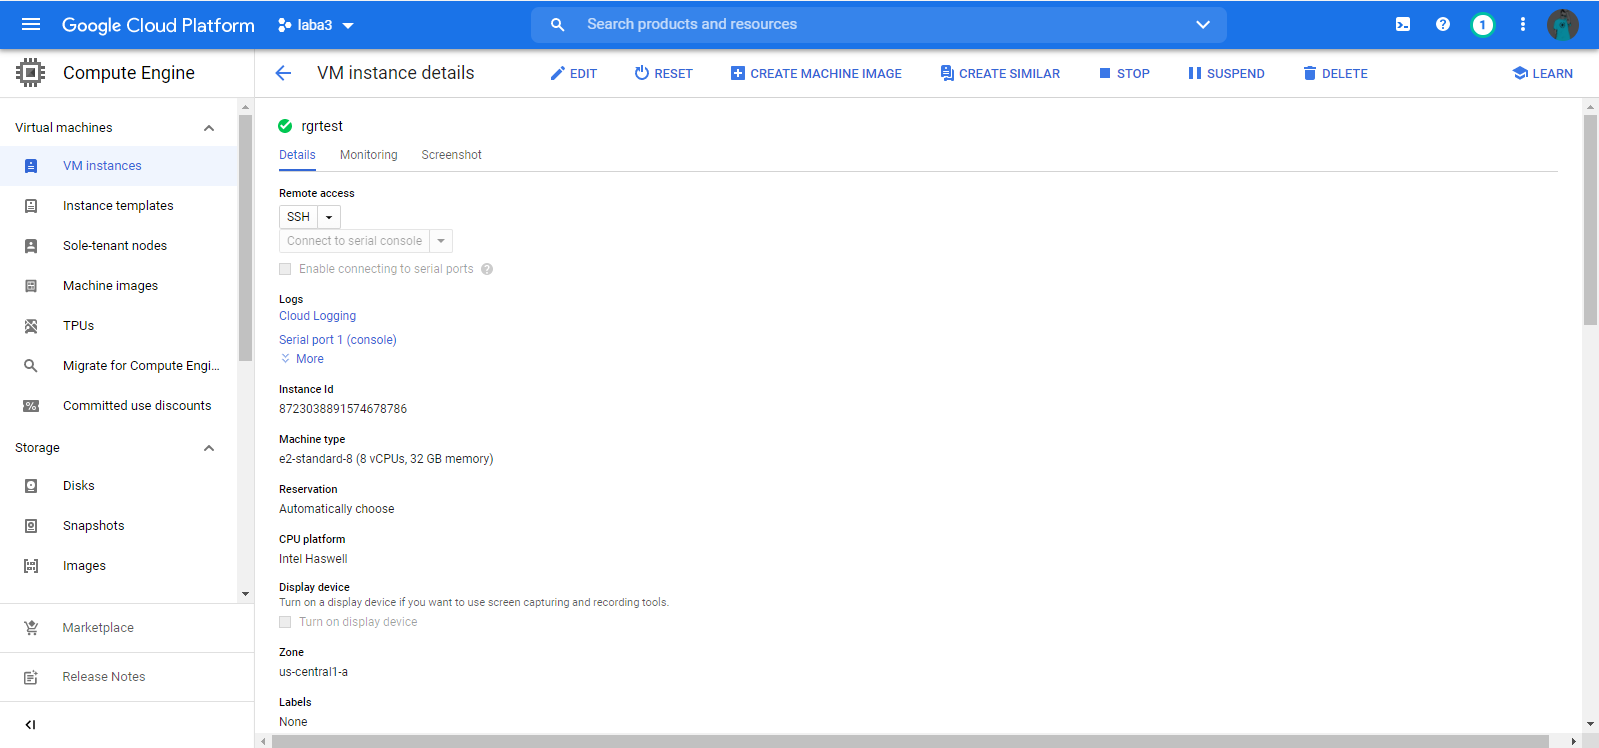 Google Cloud Platform
laba3
Search products and resources
1
Compute Engine
VM instance details
EDIT
RESET
CREATE MACHINE IMAGE
CREATE SIMILAR
STOP
SUSPEND
DELETE
LEARN
Virtual machines
VM instances
Instance templates
Sole-tenant nodes
Machine images
TPUs
Migrate for Compute Engi...
Committed use discounts
Storage
Disks
Snapshots
Images
Marketplace
Release Notes
rgrtest
Details
Monitoring
Screenshot
Remote access
SSH
Connect to serial console
Enable connecting to serial ports
Logs
Cloud Logging
Serial port 1 (console)
More
Instance Id
8723038891574678786
Machine type
e2-standard-8 (8 vCPUs, 32 GB memory)
Reservation
Automatically choose
CPU platform
Intel Haswell
Display device
Turn on a display device if you want to use screen capturing and recording tools.
Turn on display device
Zone
us-central1-a
Labels
None